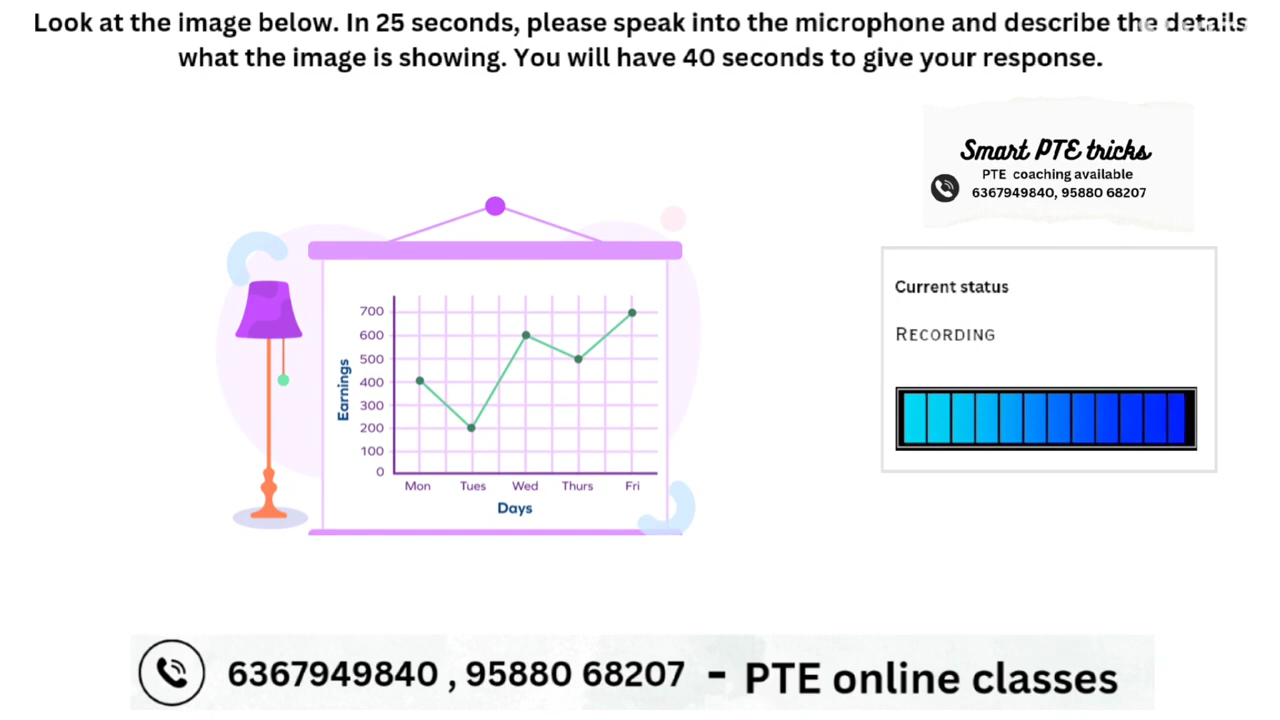 Look at the image below. In 25 seconds, please speak into the microphone and describe the details
what the image is showing. You will have 40 seconds to give your response.
Smart PTE tricks
PTE coaching available
6367949840, 95880 68207
Current status
RECORDING
700
600
500
400
300
200
100
0
Earnings
Mon Tues Wed Thurs Fri
Days
6367949840 , 95880 68207 - PTE online classes